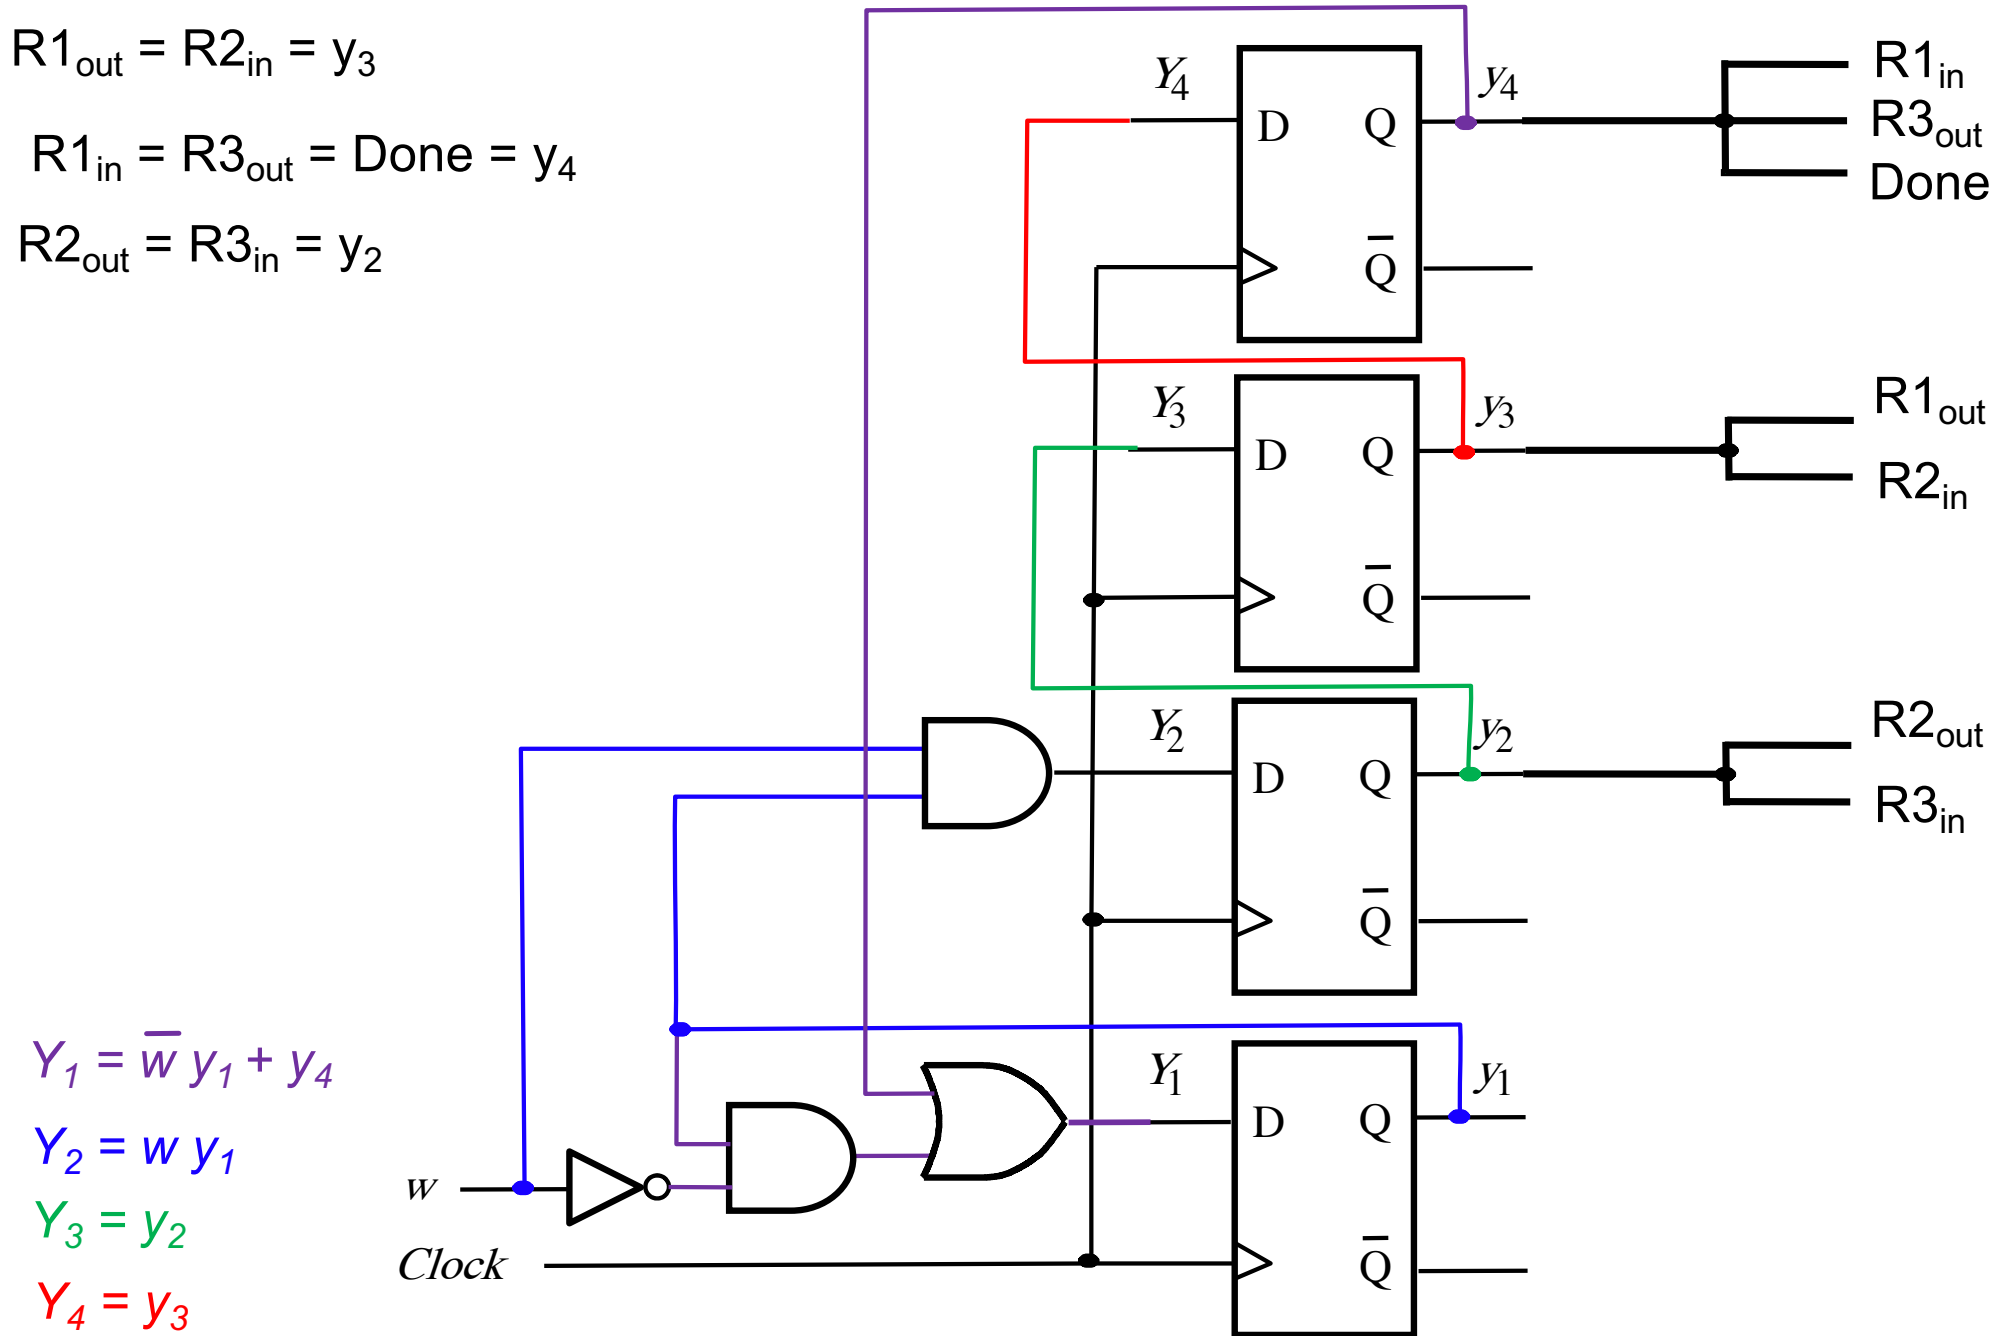 R1out = R2in = y3
R1in = R3out = Done = y4
R2out = R3in = y2
Y4
D
Q
y4
Q̅
R1in
R3out
Done
Y3
D
Q
y3
Q̅
R1out
R2in
Y2
D
Q
y2
Q̅
R2out
R3in
Y1
D
Q
y1
Q̅
w
Clock
Y1 = w̅ y1 + y4
Y2 = w y1
Y3 = y2
Y4 = y3